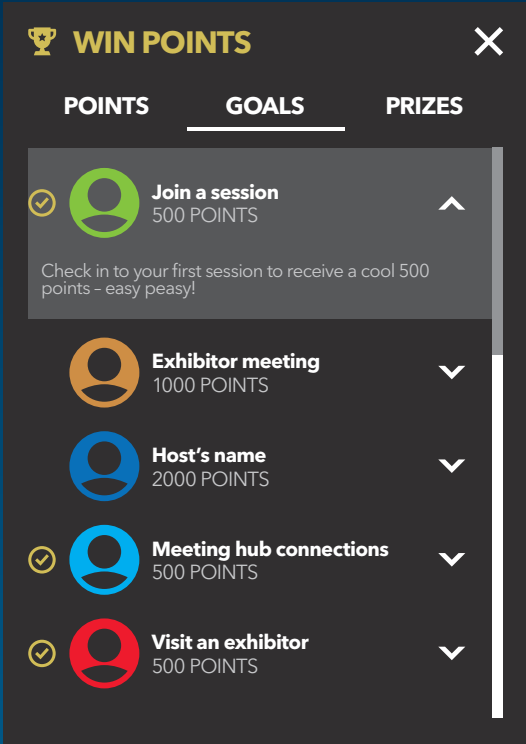 WIN POINTS
POINTS GOALS PRIZES
Join a session
500 POINTS
Check in to your first session to receive a cool 500
points – easy peasy!
Exhibitor meeting
1000 POINTS
Host's name
2000 POINTS
Meeting hub connections
500 POINTS
Visit an exhibitor
500 POINTS